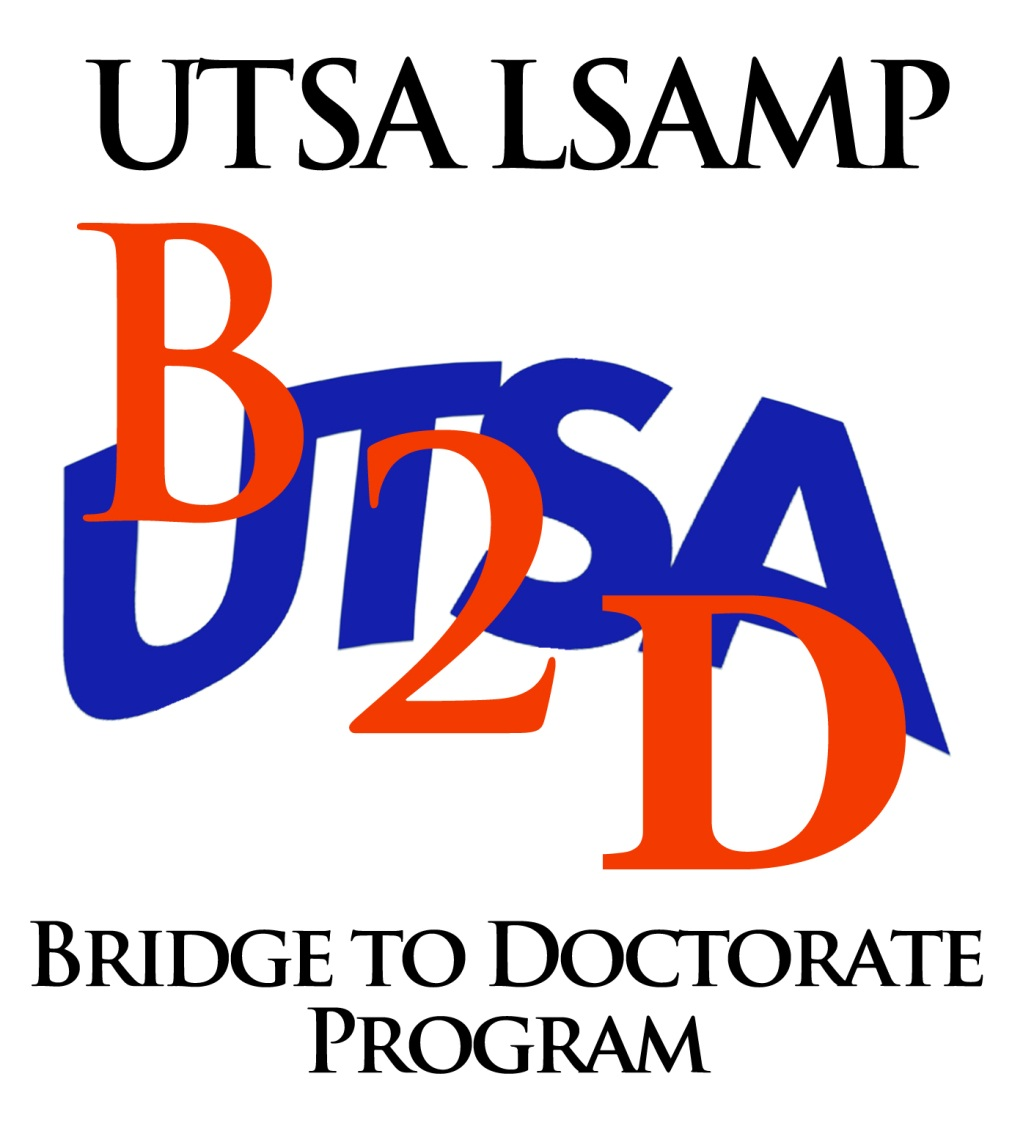 UTSA LSAMP
B2D
UTSA
BRIDGE TO DOCTORATE
PROGRAM